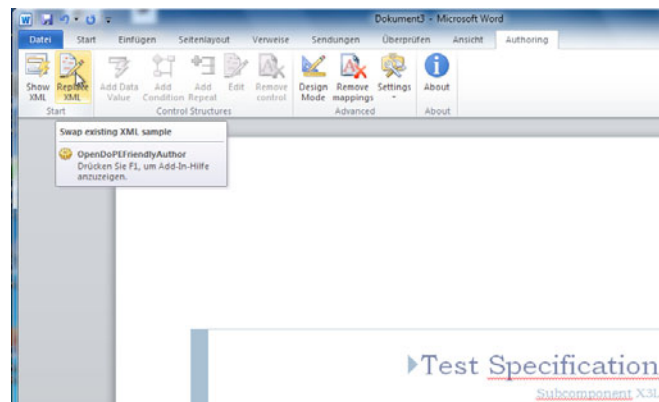 Dokument3 - Microsoft Word
Datei Start Einfügen Seitenlayout Verweise Sendungen Überprüfen Ansicht Authoring
Show XML
Replace XML
Add Data Value
Add Condition
Add Repeat
Edit
Remove control
Design Mode
Remove mappings
Settings
About
Start Control Structures Advanced About
Swap existing XML sample
OpenDoPEFriendlyAuthor
Drücken Sie F1, um Add-In-Hilfe
anzuzeigen.
Test Specification
Subcomponent X3L